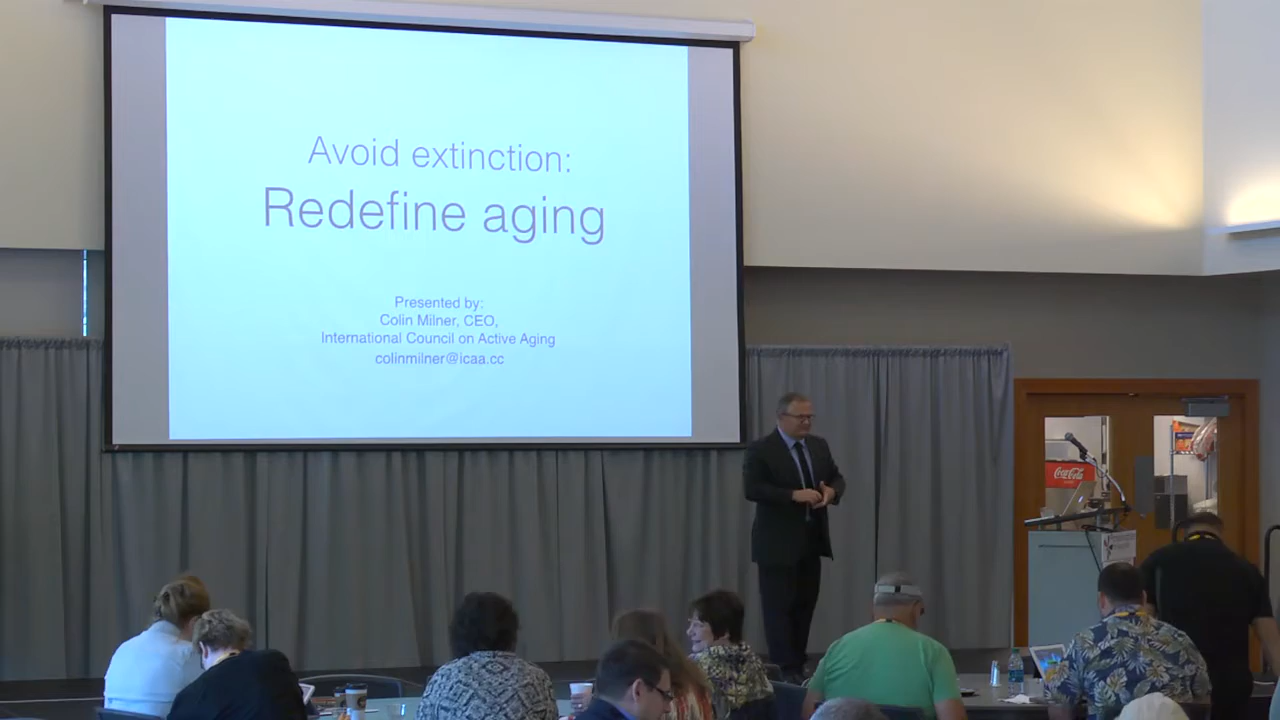 Avoid extinction:
Redefine aging
Presented by:
Colin Milner, CEO,
International Council on Active Aging
colinmilner@icaa.cc
Coca-Cola